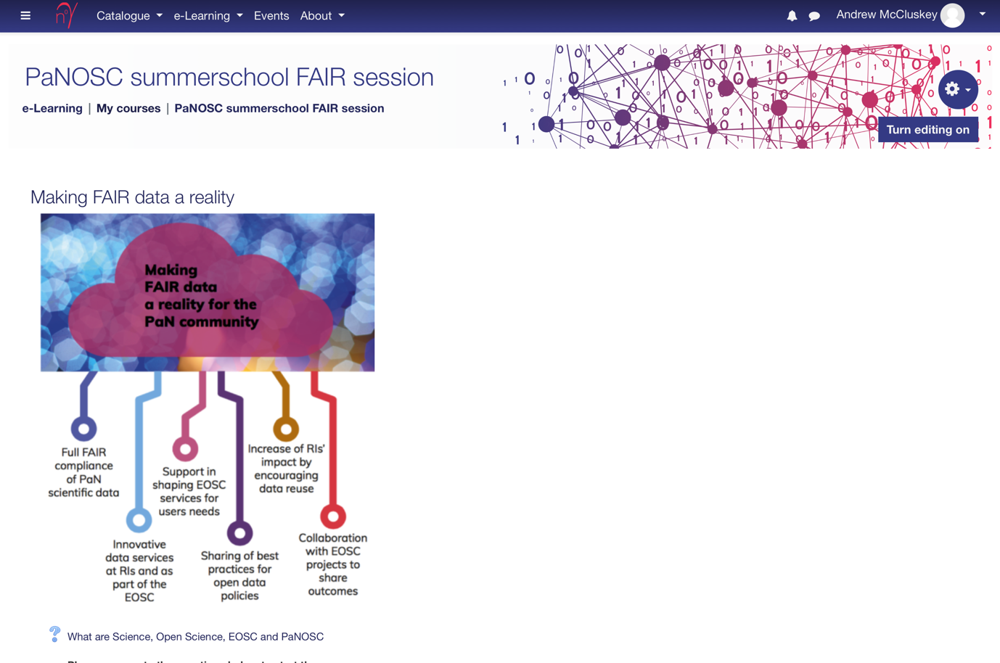 Catalogue e-Learning Events About Andrew McCluskey
PaNOSC summerschool FAIR session
e-Learning | My courses | PaNOSC summerschool FAIR session
Turn editing on
Making FAIR data a reality
Making
FAIR data
a reality for the
PaN community
Full FAIR
compliance
of PaN
scientific data
Innovative
data services
at RIs and as
part of the
EOSC
Support in
shaping EOSC
services for
users needs
Sharing of best
practices for
open data
policies
Increase of RIs'
impact by
encouraging
data reuse
Collaboration
with EOSC
projects to
share
outcomes
What are Science, Open Science, EOSC and PaNOSC